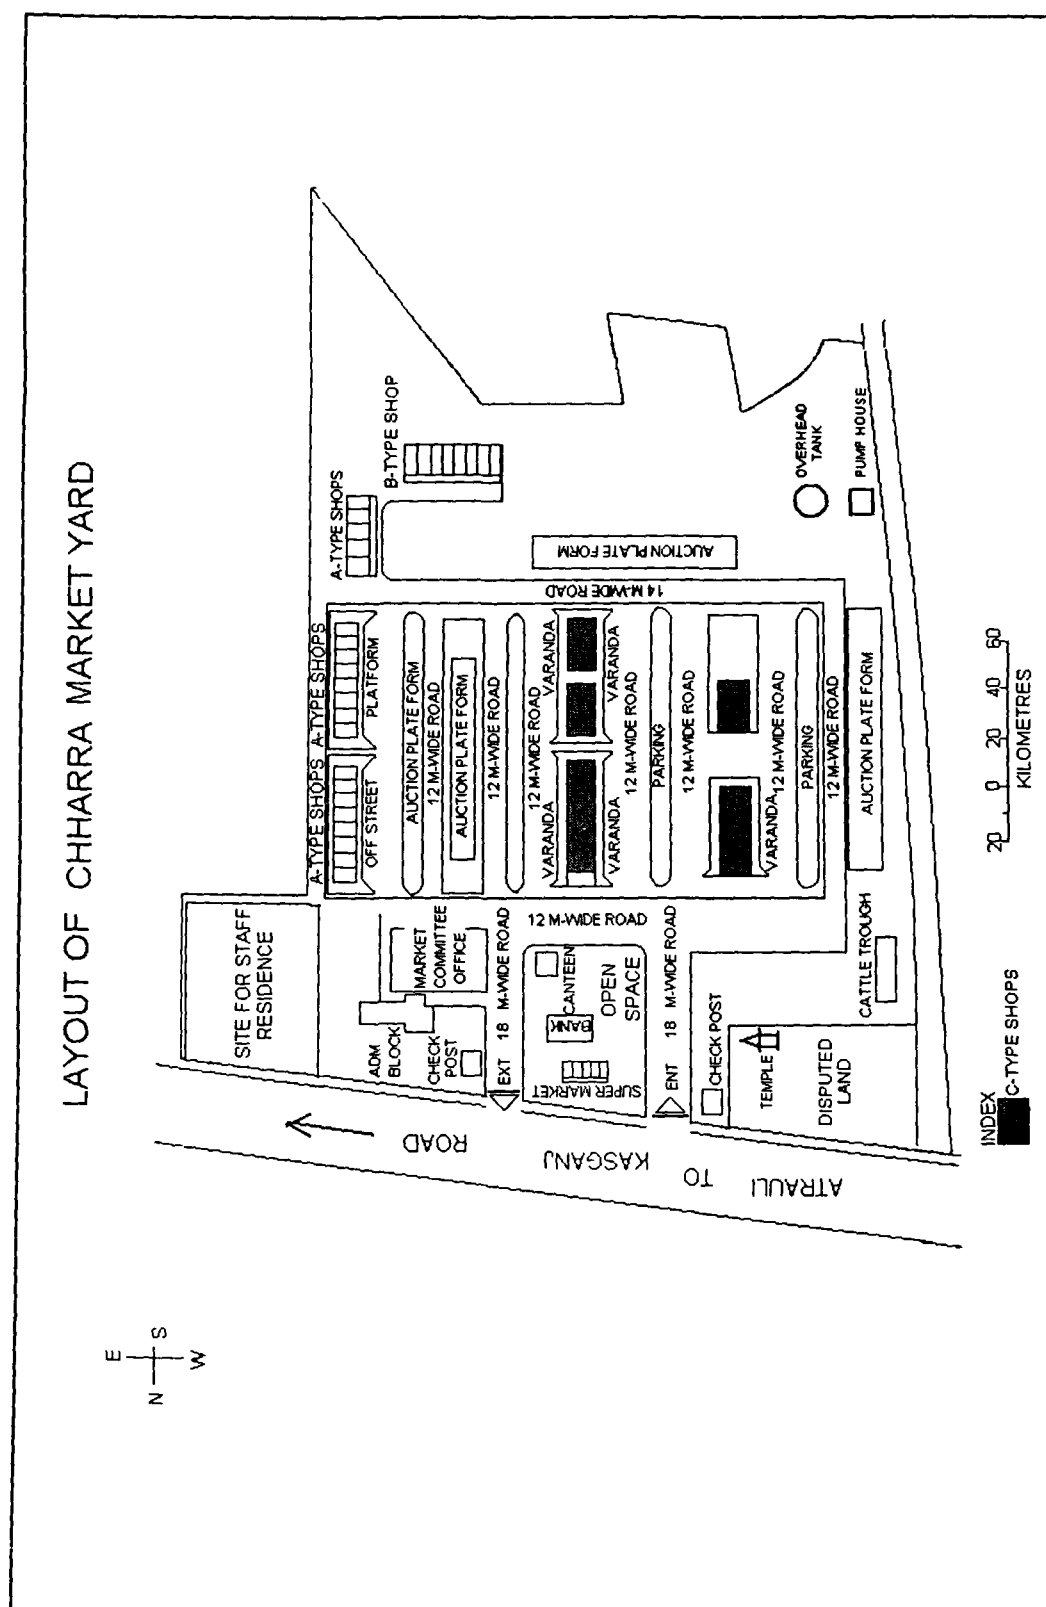 LAYOUT OF CHHARRA MARKET YARD
E
N
S
W
SITE FOR STAFF
RESIDENCE
A-TYPE SHOPS
A-TYPE SHOPS
A-TYPE SHOPS
OFF STREET
PLATFORM
B-TYPE SHOP
ADM
BLOCK
MARKET
COMMITTEE
OFFICE
CHECK
POST
AUCTION PLATE FORM
12 M-WIDE ROAD
AUCTION PLATE FORM
EXT 18 M-WIDE ROAD
12 M-WIDE ROAD
12 M-WIDE ROAD
VARANDA
VARANDA
VARANDA
VARANDA
14 M-WIDE ROAD
AUCTION PLATE FORM
12 M-WIDE ROAD
SUPER MARKET
BANK
CANTEEN
OPEN
SPACE
12 M-WIDE ROAD
PARKING
ENT 18 M-WIDE ROAD
12 M-WIDE ROAD
CHECK POST
TEMPLE
VARANDA
12 M-WIDE ROAD
PARKING
12 M-WIDE ROAD
OVERHEAD
TANK
PUMP HOUSE
DISPUTED
LAND
CATTLE TROUGH
AUCTION PLATE FORM
ATRAULI TO KASGANJ ROAD
INDEX
C-TYPE SHOPS
20 0 20 40 60
KILOMETRES